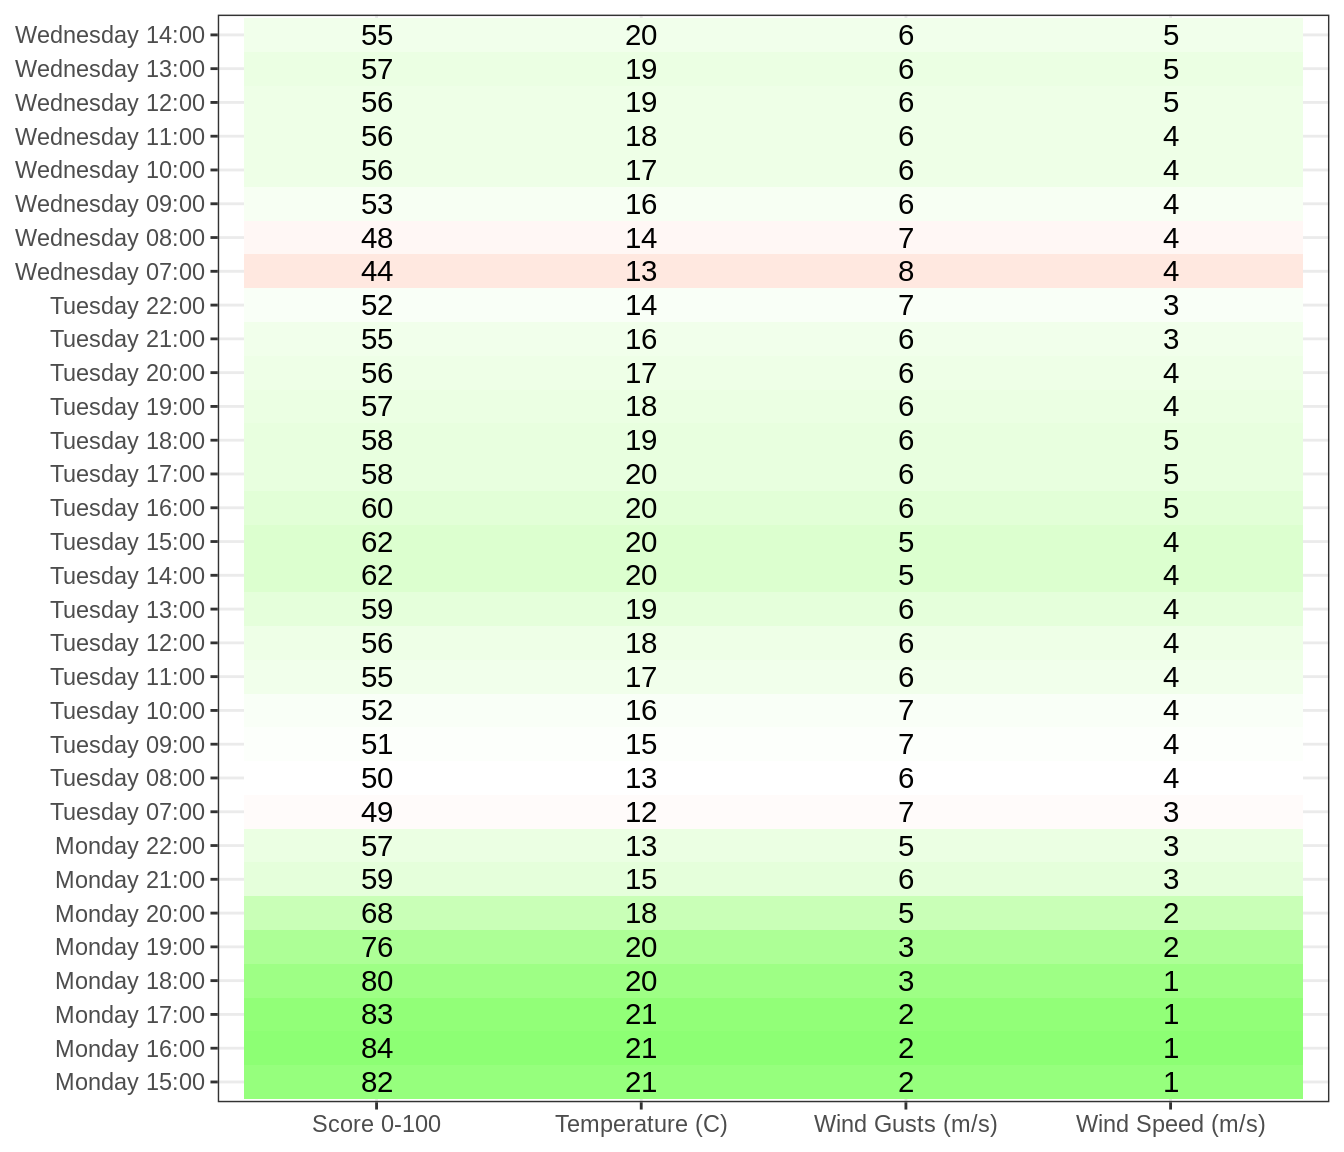 Wednesday 14:00 55 20 6 5
Wednesday 13:00 57 19 6 5
Wednesday 12:00 56 19 6 5
Wednesday 11:00 56 18 6 4
Wednesday 10:00 56 17 6 4
Wednesday 09:00 53 16 6 4
Wednesday 08:00 48 14 7 4
Wednesday 07:00 44 13 8 4
Tuesday 22:00 52 14 7 3
Tuesday 21:00 55 16 6 3
Tuesday 20:00 56 17 6 4
Tuesday 19:00 57 18 6 4
Tuesday 18:00 58 19 6 5
Tuesday 17:00 58 20 6 5
Tuesday 16:00 60 20 6 5
Tuesday 15:00 62 20 5 4
Tuesday 14:00 62 20 5 4
Tuesday 13:00 59 19 6 4
Tuesday 12:00 56 18 6 4
Tuesday 11:00 55 17 6 4
Tuesday 10:00 52 16 7 4
Tuesday 09:00 51 15 7 4
Tuesday 08:00 50 13 6 4
Tuesday 07:00 49 12 7 3
Monday 22:00 57 13 5 3
Monday 21:00 59 15 6 3
Monday 20:00 68 18 5 2
Monday 19:00 76 20 3 2
Monday 18:00 80 20 3 1
Monday 17:00 83 21 2 1
Monday 16:00 84 21 2 1
Monday 15:00 82 21 2 1
Score 0-100 Temperature (C) Wind Gusts (m/s) Wind Speed (m/s)